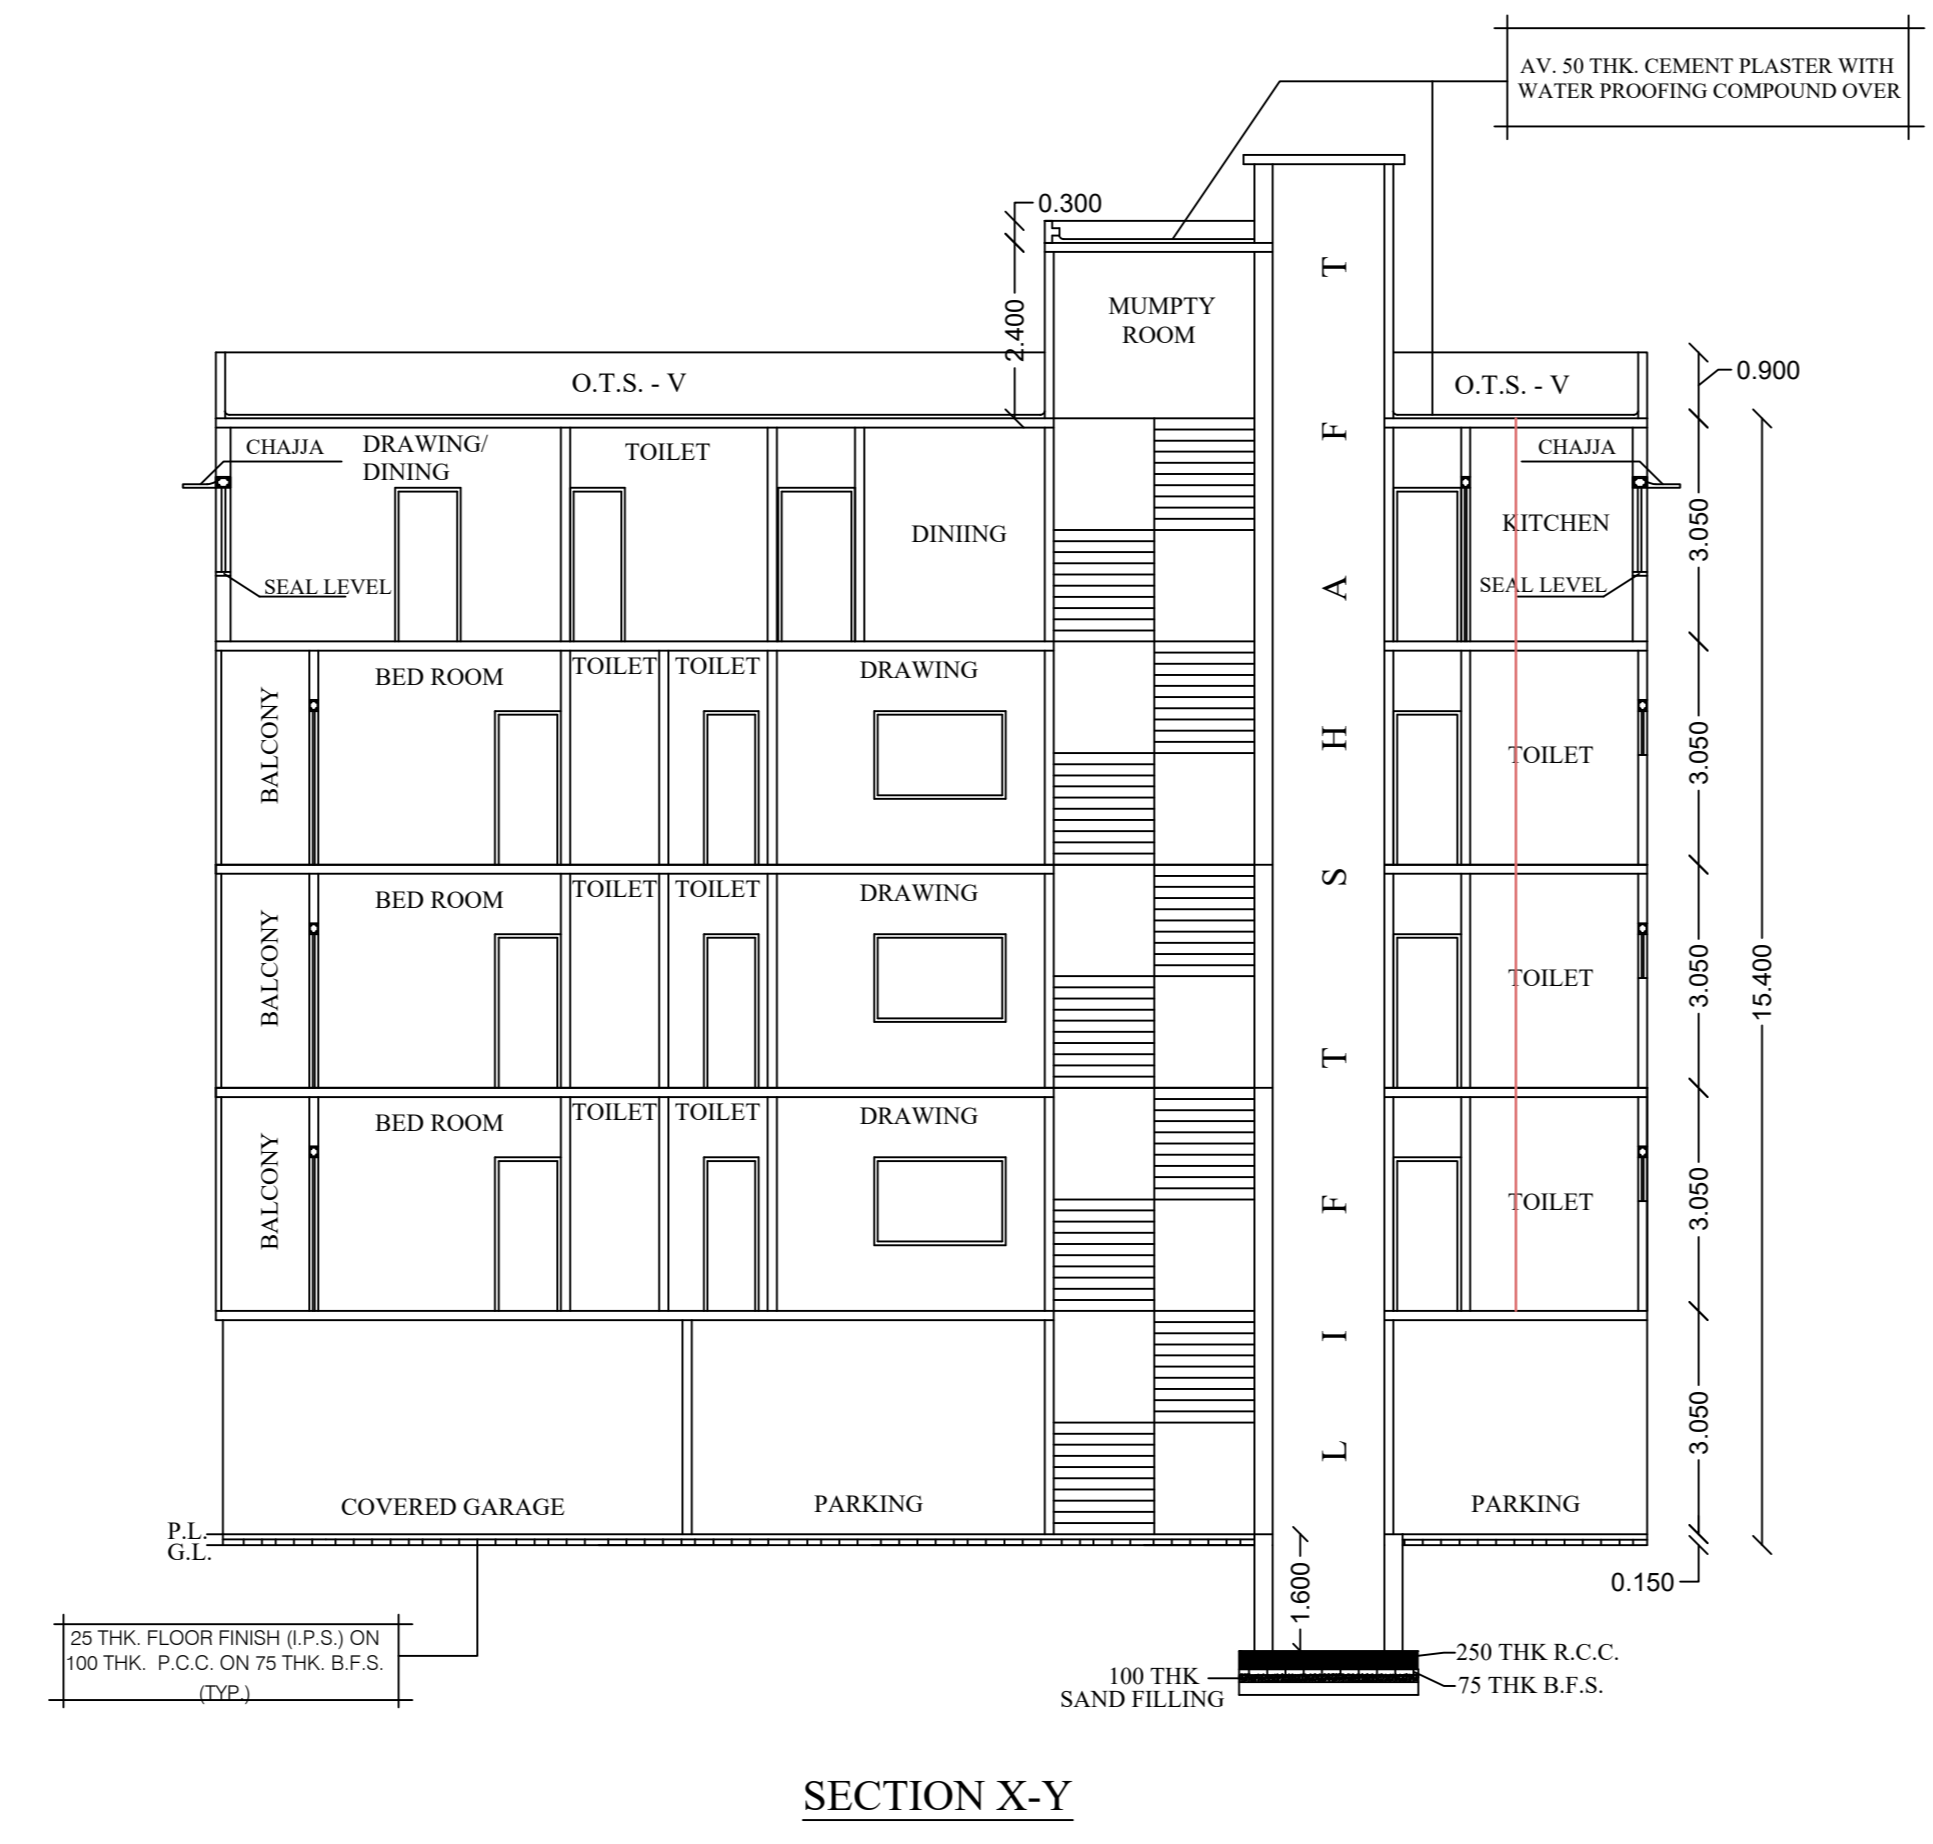 AV. 50 THK. CEMENT PLASTER WITH
WATER PROOFING COMPOUND OVER
0.300
2.400
MUMPTY
ROOM
O.T.S. - V
O.T.S. - V
0.900
CHAJJA
DRAWING/
DINING
TOILET
DINIING
SEAL LEVEL
CHAJJA
KITCHEN
SEAL LEVEL
3.050
BALCONY
BED ROOM
TOILET
TOILET
DRAWING
TOILET
3.050
BALCONY
BED ROOM
TOILET
TOILET
DRAWING
TOILET
3.050
15.400
BALCONY
BED ROOM
TOILET
TOILET
DRAWING
TOILET
3.050
LIFT SHAFT
COVERED GARAGE
PARKING
PARKING
3.050
P.L.
G.L.
0.150
1.600
25 THK. FLOOR FINISH (I.P.S.) ON
100 THK. P.C.C. ON 75 THK. B.F.S.
(TYP.)
250 THK R.C.C.
75 THK B.F.S.
100 THK
SAND FILLING
SECTION X-Y